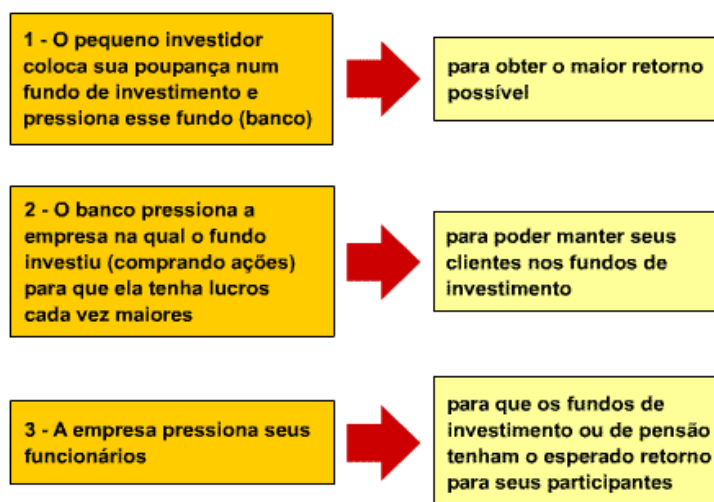 1 - O pequeno investidor
coloca sua poupança num
fundo de investimento e
pressiona esse fundo (banco)
para obter o maior retorno
possível
2 - O banco pressiona a
empresa na qual o fundo
investiu (comprando ações)
para que ela tenha lucros
cada vez maiores
para poder manter seus
clientes nos fundos de
investimento
3 - A empresa pressiona seus
funcionários
para que os fundos de
investimento ou de pensão
tenham o esperado retorno
para seus participantes